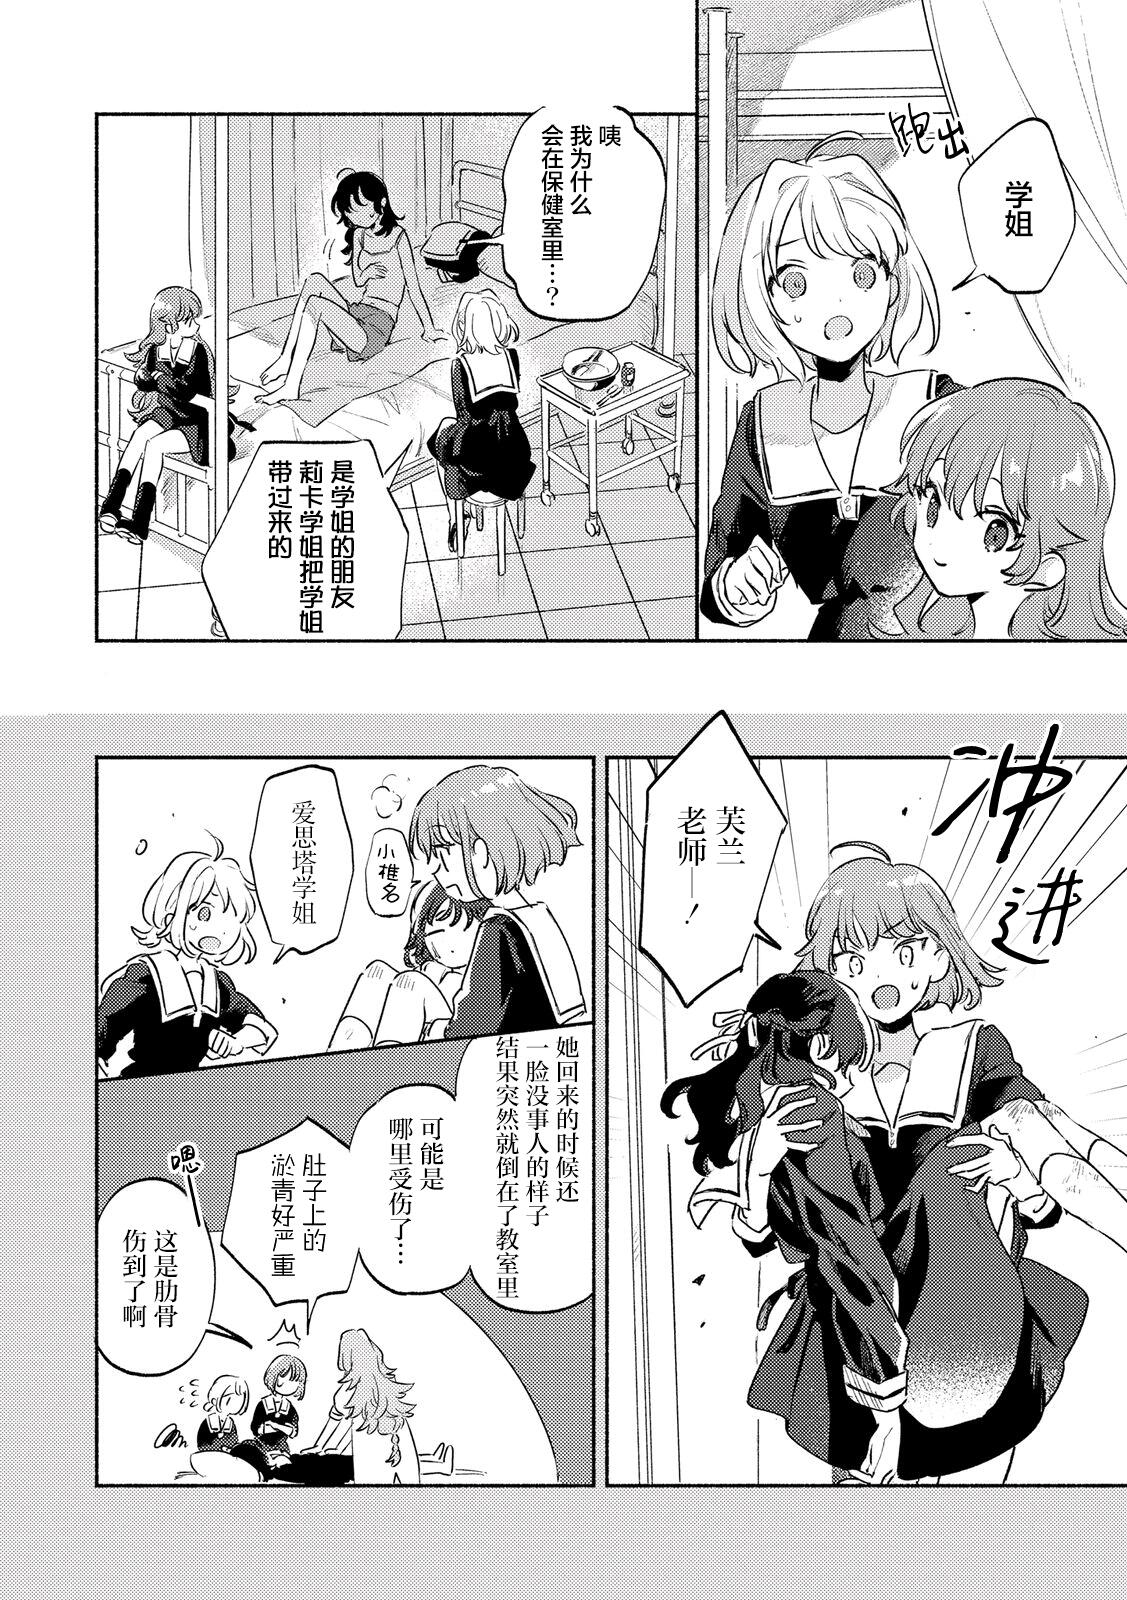 学姐
跑出
咦
我为什么
会在保健室里…?
是学姐的朋友
莉卡学姐把学姐
带过来的
冲进
芙兰
老师──!
小椎名
爱思塔学姐
她回来的时候还
一脸没事人的样子
结果突然就倒在了教室里
可能是
哪里受伤了…
肚子上的
淤青好严重
嗯
这是肋骨
伤到了啊